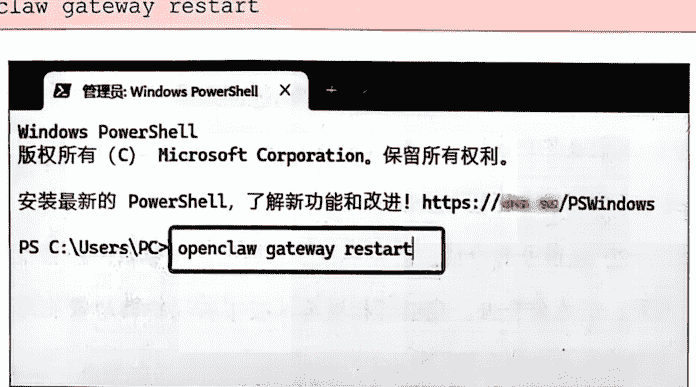 claw gateway restart
管理员: Windows PowerShell
Windows PowerShell
版权所有 (C) Microsoft Corporation。保留所有权利。
安装最新的 PowerShell，了解新功能和改进！https:// /PSWindows
PS C:\Users\PC> openclaw gateway restart